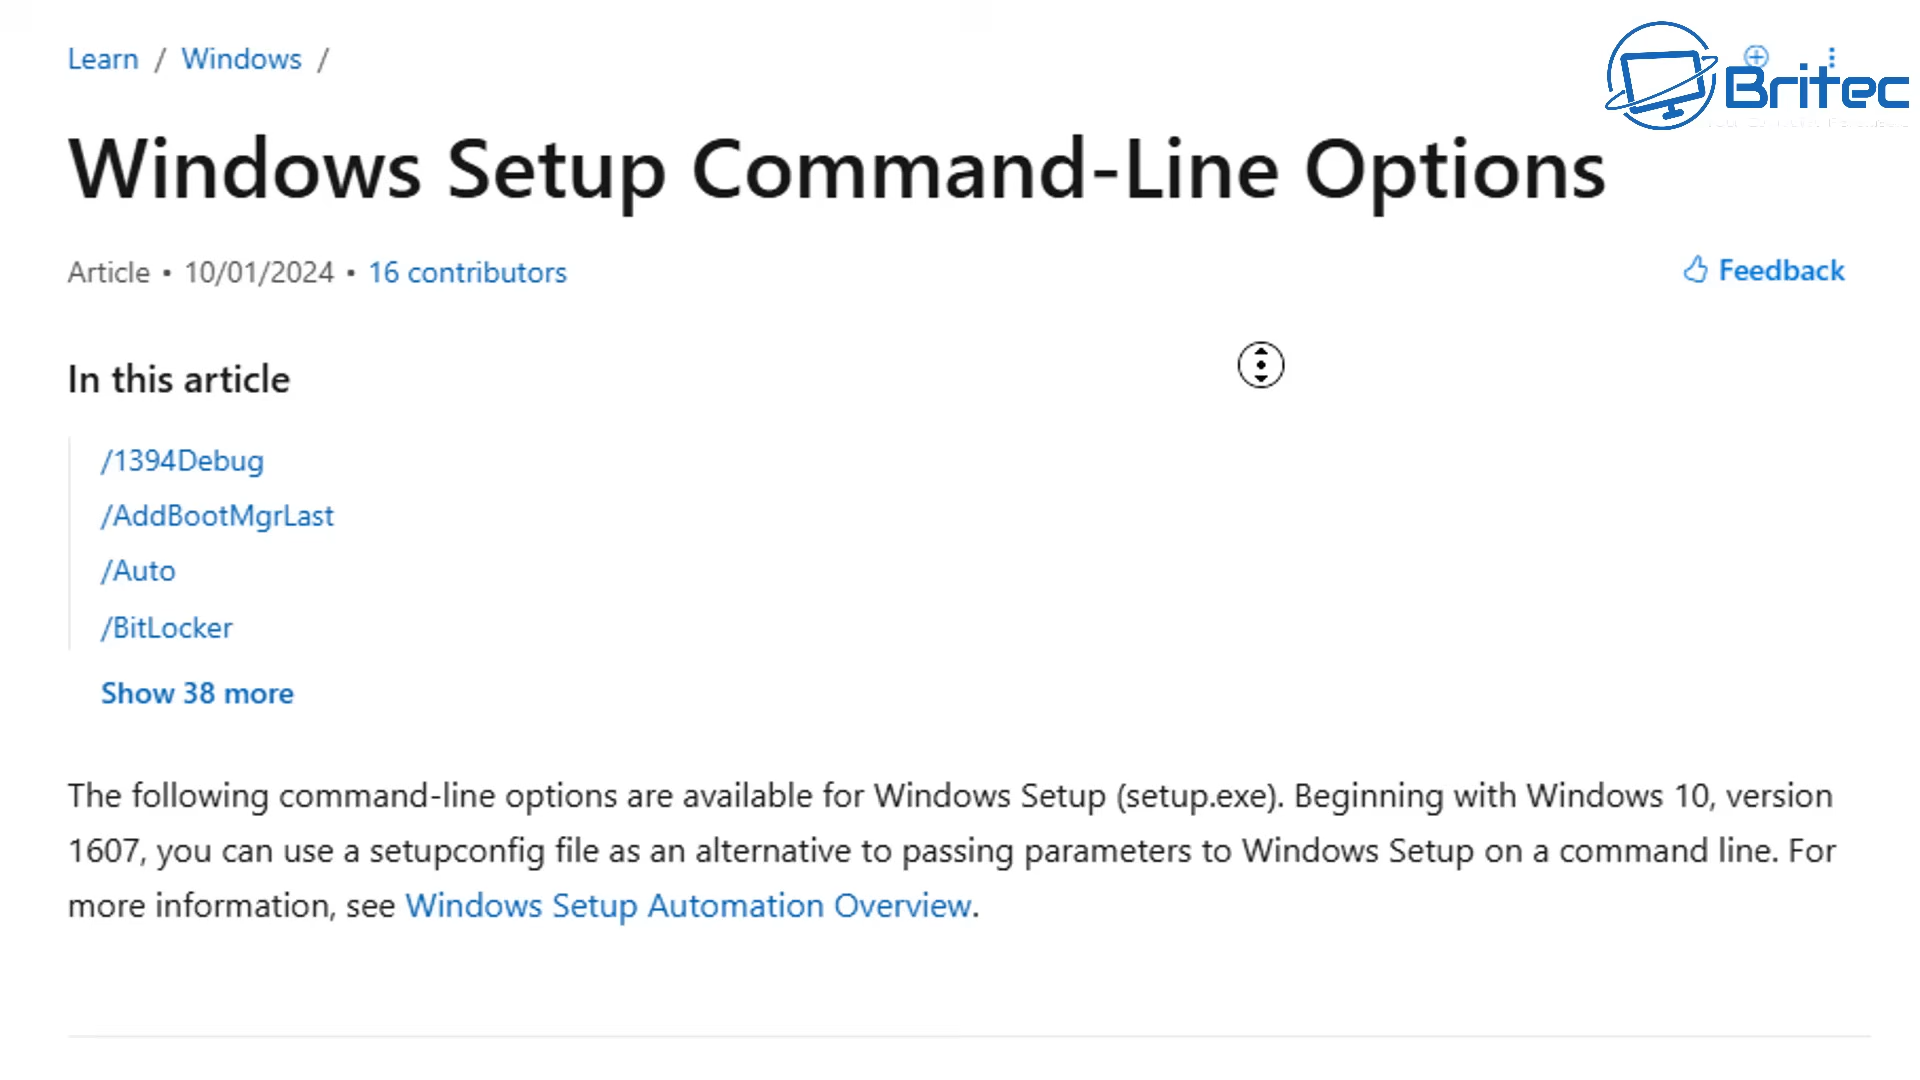 Learn / Windows /
Britec
Windows Setup Command-Line Options
Article • 10/01/2024 • 16 contributors
Feedback
In this article
/1394Debug
/AddBootMgrLast
/Auto
/BitLocker
Show 38 more
The following command-line options are available for Windows Setup (setup.exe). Beginning with Windows 10, version
1607, you can use a setupconfig file as an alternative to passing parameters to Windows Setup on a command line. For
more information, see Windows Setup Automation Overview.